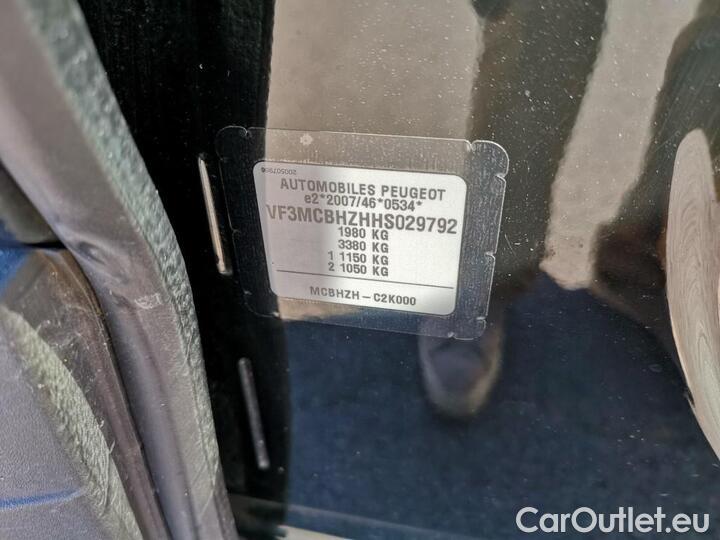 AUTOMOBILES PEUGEOT
e2*2007/46*0534*
VF3MCBHZHHS029792
1980 KG
3380 KG
1 1150 KG
2 1050 KG
MCBHZH-C2K000
CarOutlet.eu